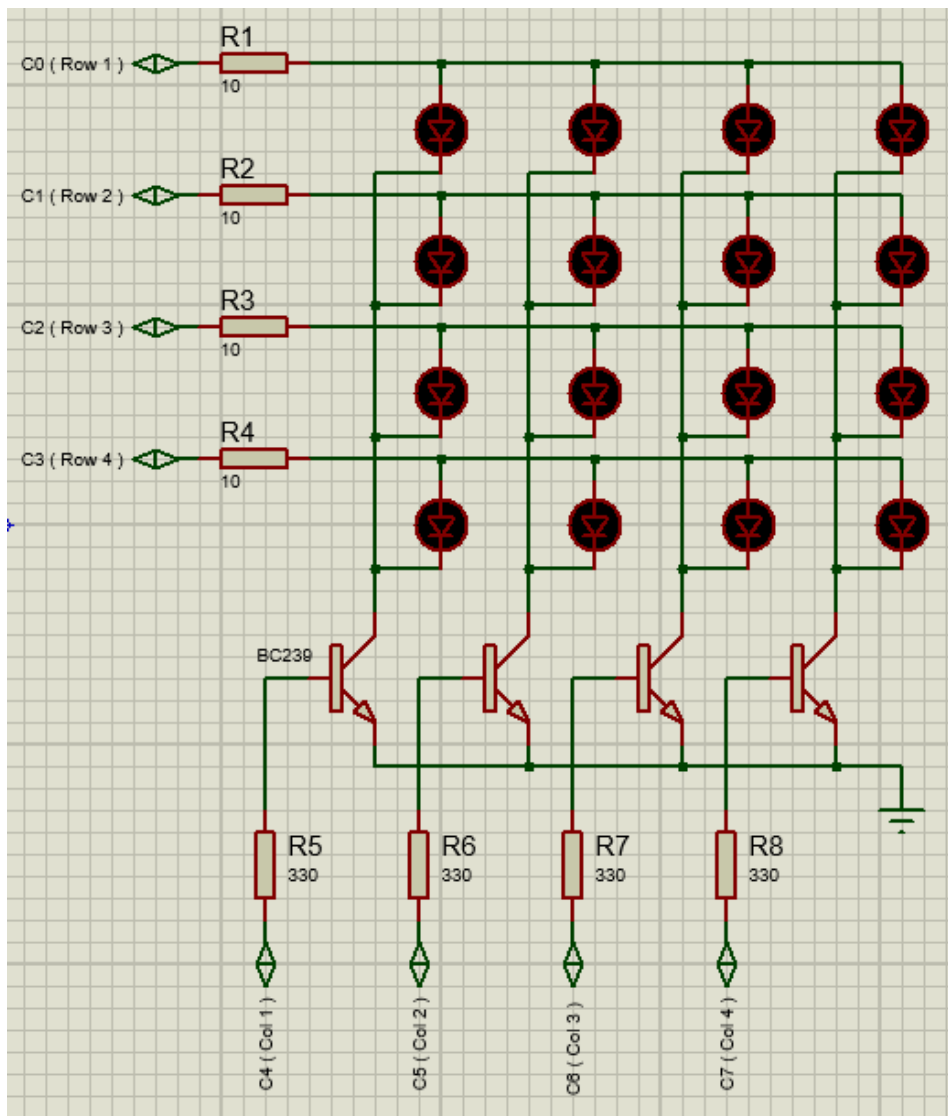 R1
C0 ( Row 1 )
10
R2
C1 ( Row 2 )
10
R3
C2 ( Row 3 )
10
R4
C3 ( Row 4 )
10
BC239
R5
330
R6
330
R7
330
R8
330
C4 ( Col 1 )
C5 ( Col 2 )
C6 ( Col 3 )
C7 ( Col 4 )